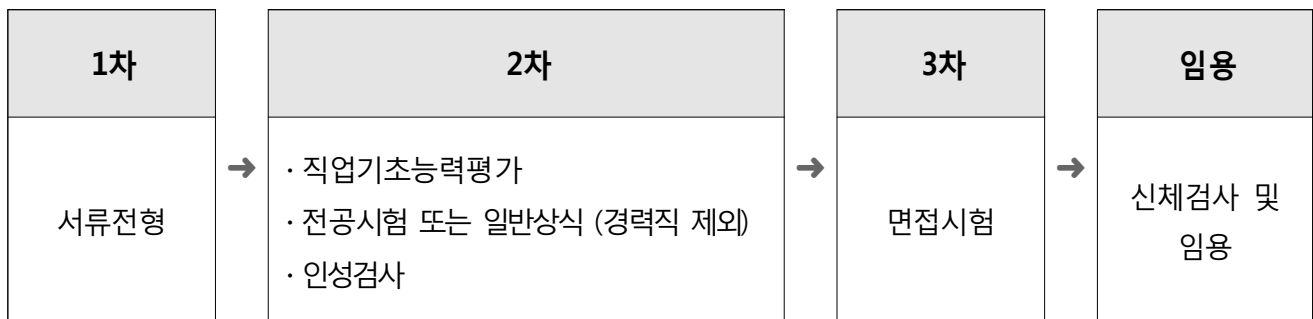 1차
서류전형
➜
2차
· 직업기초능력평가
· 전공시험 또는 일반상식 (경력직 제외)
· 인성검사
➜
3차
면접시험
➜
임용
신체검사 및
임용